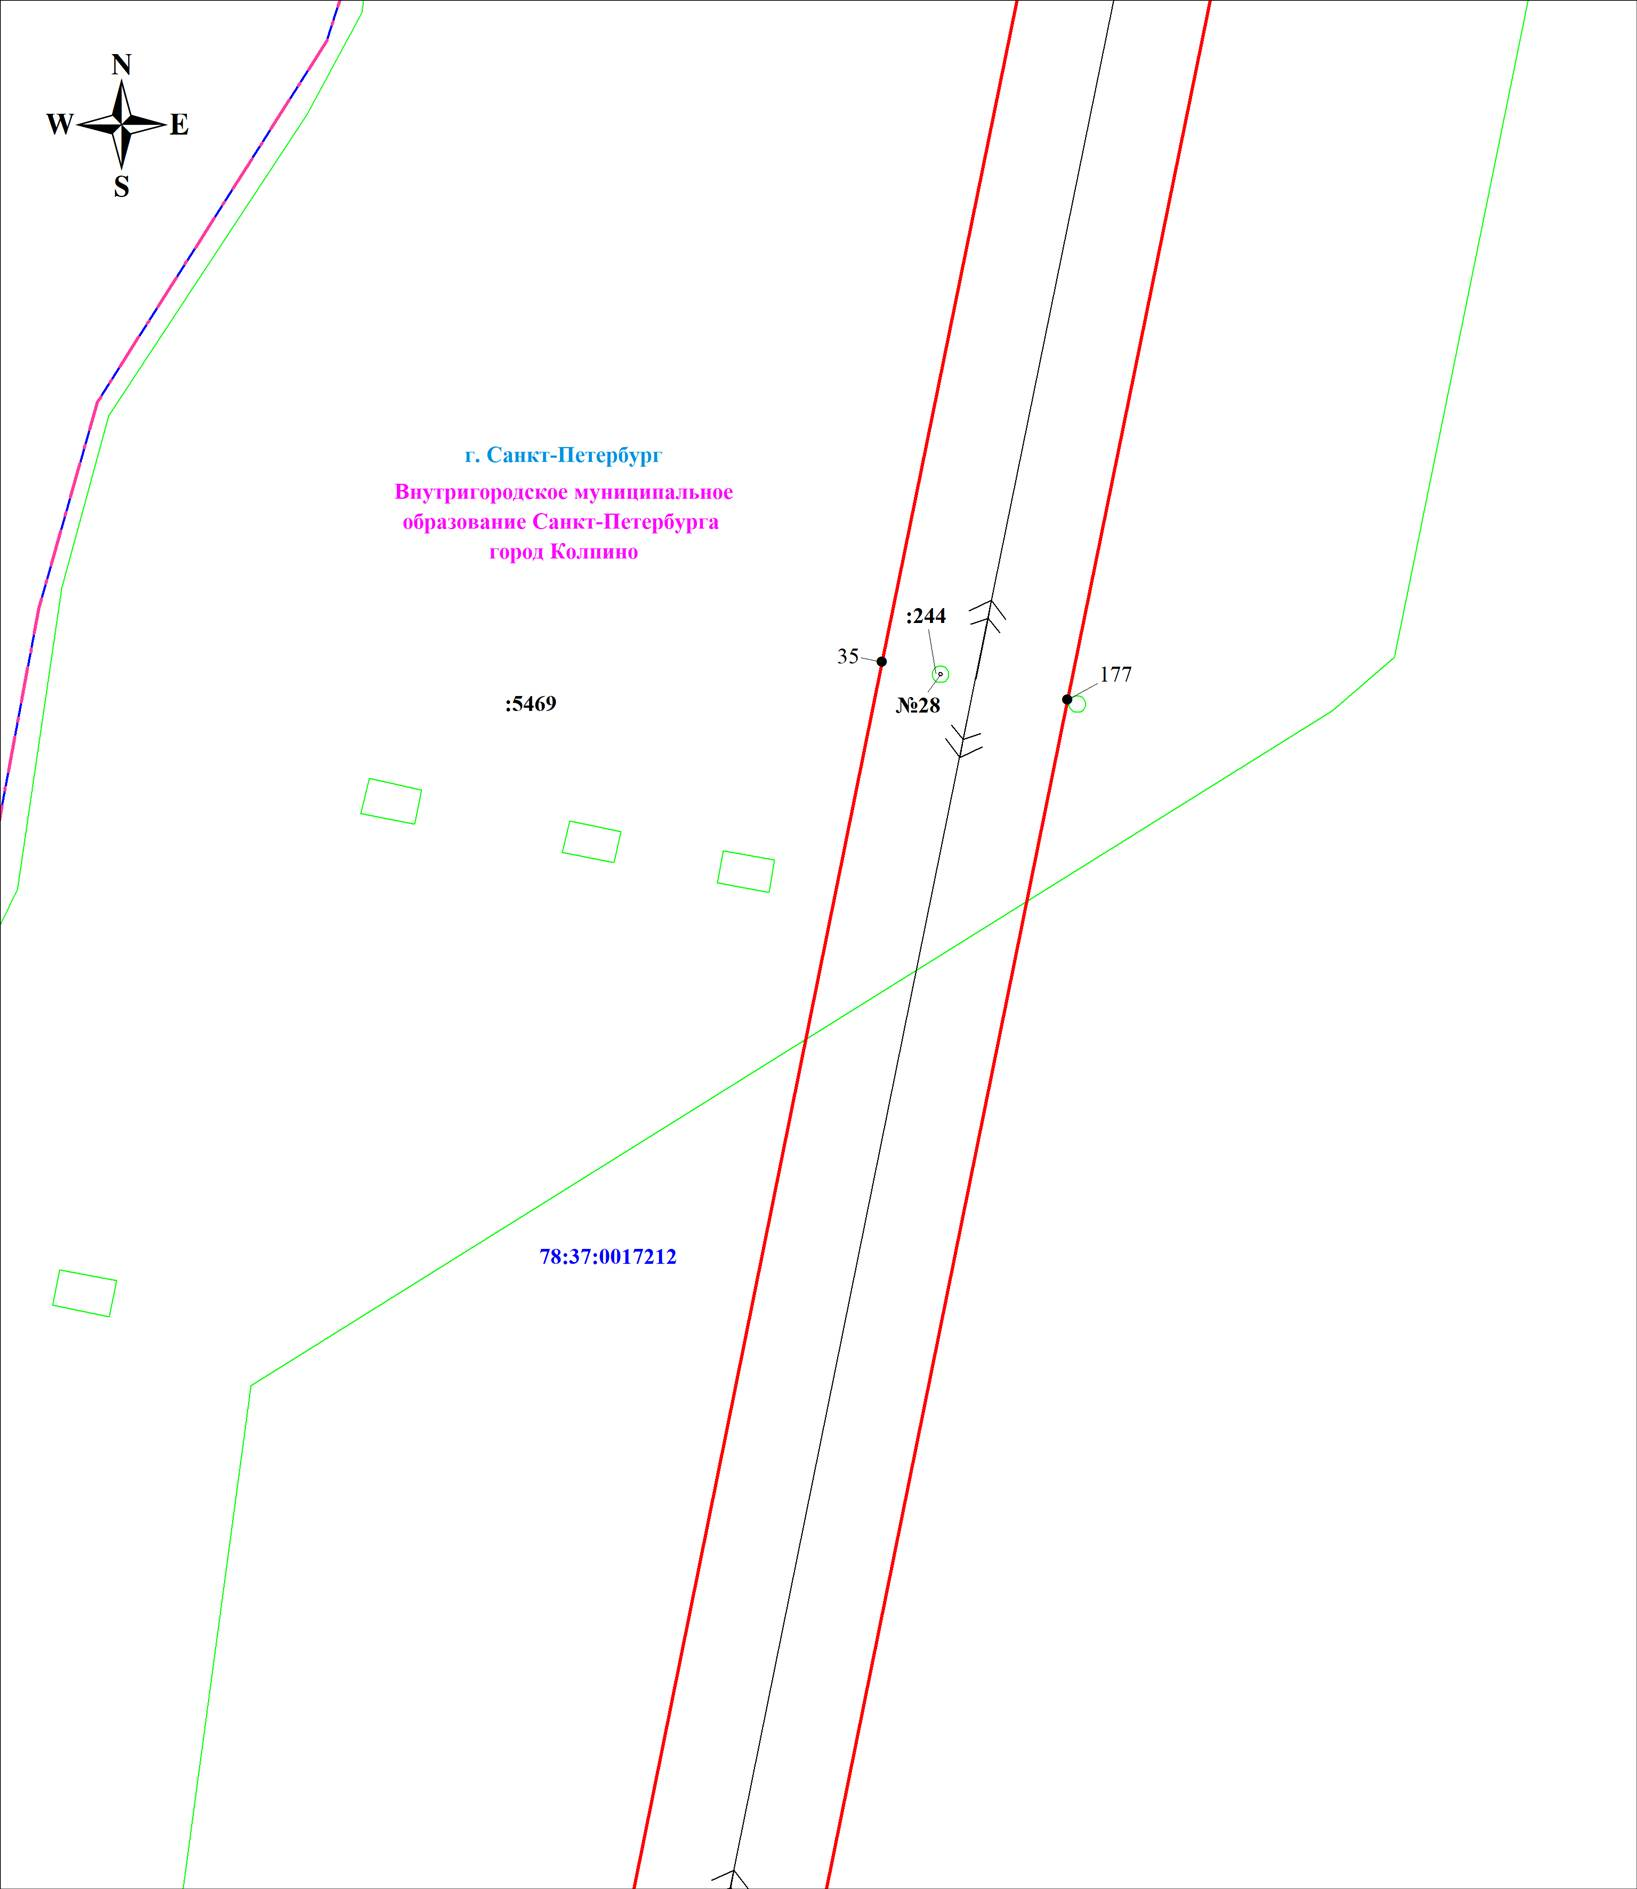 N
W E
S
г. Санкт-Петербург
Внутригородское муниципальное
образование Санкт-Петербурга
город Колпино
:244
35
177
:5469
№28
78:37:0017212